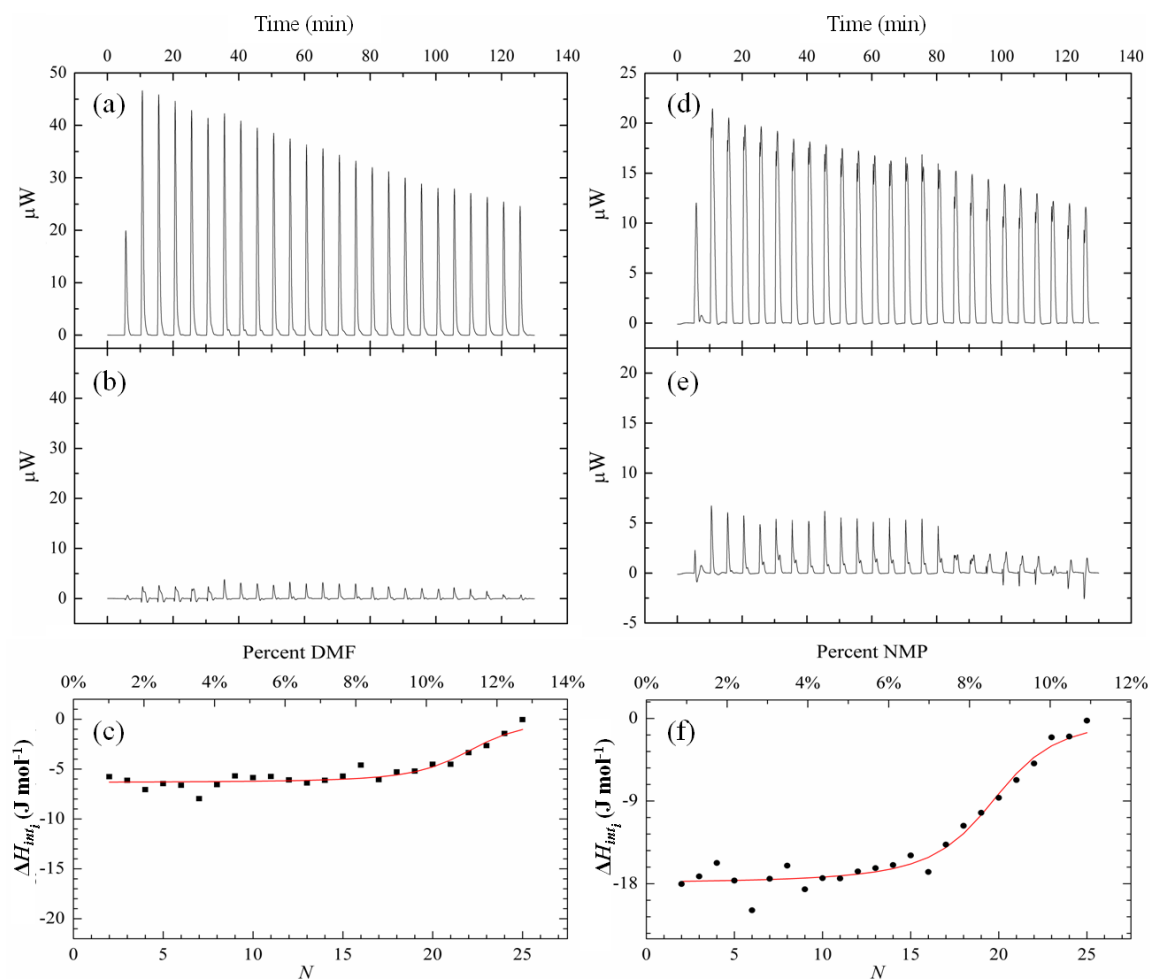 Time (min)
0 20 40 60 80 100 120 140
50
40
30
20
10
0
µW
(a)
40
30
20
10
0
µW
(b)
Percent DMF
0% 2% 4% 6% 8% 10% 12% 14%
0
-5
-10
-15
-20
ΔH_int_i (J mol⁻¹)
(c)
0 5 10 15 20 25
N
Time (min)
0 20 40 60 80 100 120 140
25
20
15
10
5
0
µW
(d)
20
15
10
5
0
-5
µW
(e)
Percent NMP
0% 2% 4% 6% 8% 10% 12%
0
-9
-18
ΔH_int_i (J mol⁻¹)
(f)
0 5 10 15 20 25
N